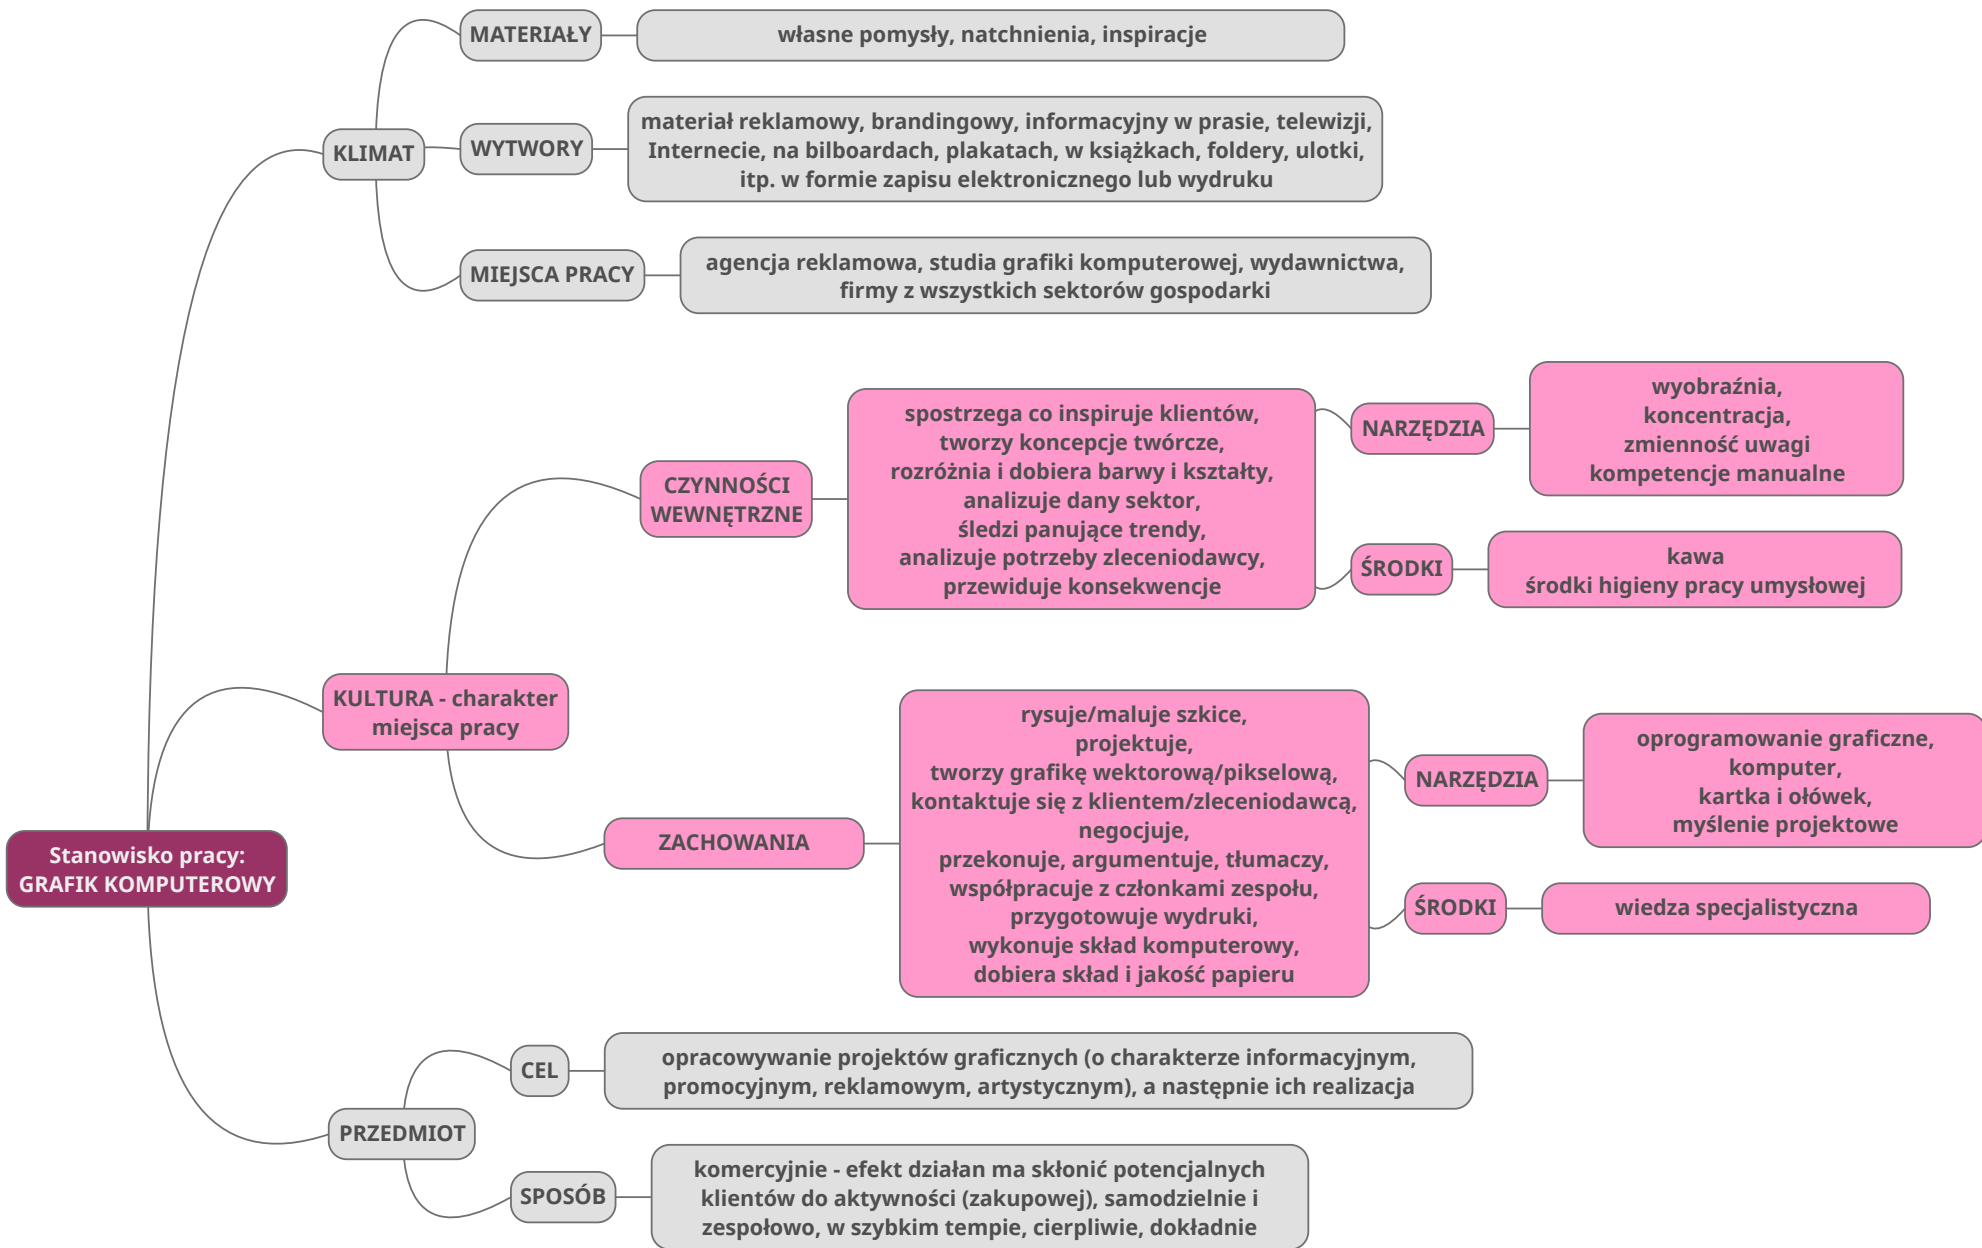 MATERIAŁY
własne pomysły, natchnienia, inspiracje
KLIMAT
WYTWORY
materiał reklamowy, brandingowy, informacyjny w prasie, telewizji,
Internecie, na bilboardach, plakatach, w książkach, foldery, ulotki,
itp. w formie zapisu elektronicznego lub wydruku
MIEJSCA PRACY
agencja reklamowa, studia grafiki komputerowej, wydawnictwa,
firmy z wszystkich sektorów gospodarki
Stanowisko pracy:
GRAFIK KOMPUTEROWY
KULTURA - charakter
miejsca pracy
CZYNNOŚCI
WEWNĘTRZNE
spostrzega co inspiruje klientów,
tworzy koncepcje twórcze,
rozróżnia i dobiera barwy i kształty,
analizuje dany sektor,
śledzi panujące trendy,
analizuje potrzeby zleceniodawcy,
przewiduje konsekwencje
NARZĘDZIA
wyobraźnia,
koncentracja,
zmienność uwagi
kompetencje manualne
ŚRODKI
kawa
środki higieny pracy umysłowej
ZACHOWANIA
rysuje/maluje szkice,
projektuje,
tworzy grafikę wektorową/pikselową,
kontaktuje się z klientem/zleceniodawcą,
negocjuje,
przekonuje, argumentuje, tłumaczy,
współpracuje z członkami zespołu,
przygotowuje wydruki,
wykonuje skład komputerowy,
dobiera skład i jakość papieru
NARZĘDZIA
oprogramowanie graficzne,
komputer,
kartka i ołówek,
myślenie projektowe
ŚRODKI
wiedza specjalistyczna
PRZEDMIOT
CEL
opracowywanie projektów graficznych (o charakterze informacyjnym,
promocyjnym, reklamowym, artystycznym), a następnie ich realizacja
SPOSÓB
komercyjnie - efekt działan ma skłonić potencjalnych
klientów do aktywności (zakupowej), samodzielnie i
zespołowo, w szybkim tempie, cierpliwie, dokładnie